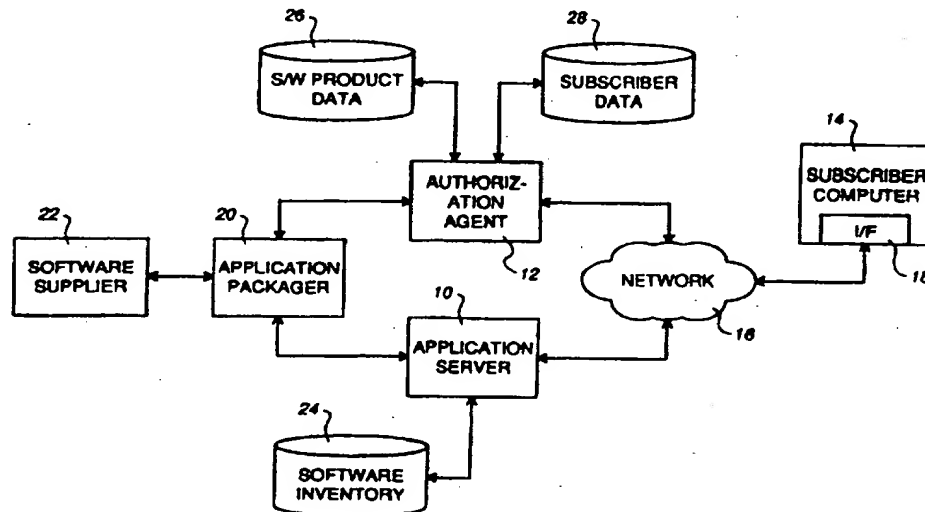 26
S/W PRODUCT
DATA
28
SUBSCRIBER
DATA
14
SUBSCRIBER
COMPUTER
I/F
18
AUTHORIZ-
ATION
AGENT
12
22
SOFTWARE
SUPPLIER
20
APPLICATION
PACKAGER
NETWORK
16
10
APPLICATION
SERVER
24
SOFTWARE
INVENTORY